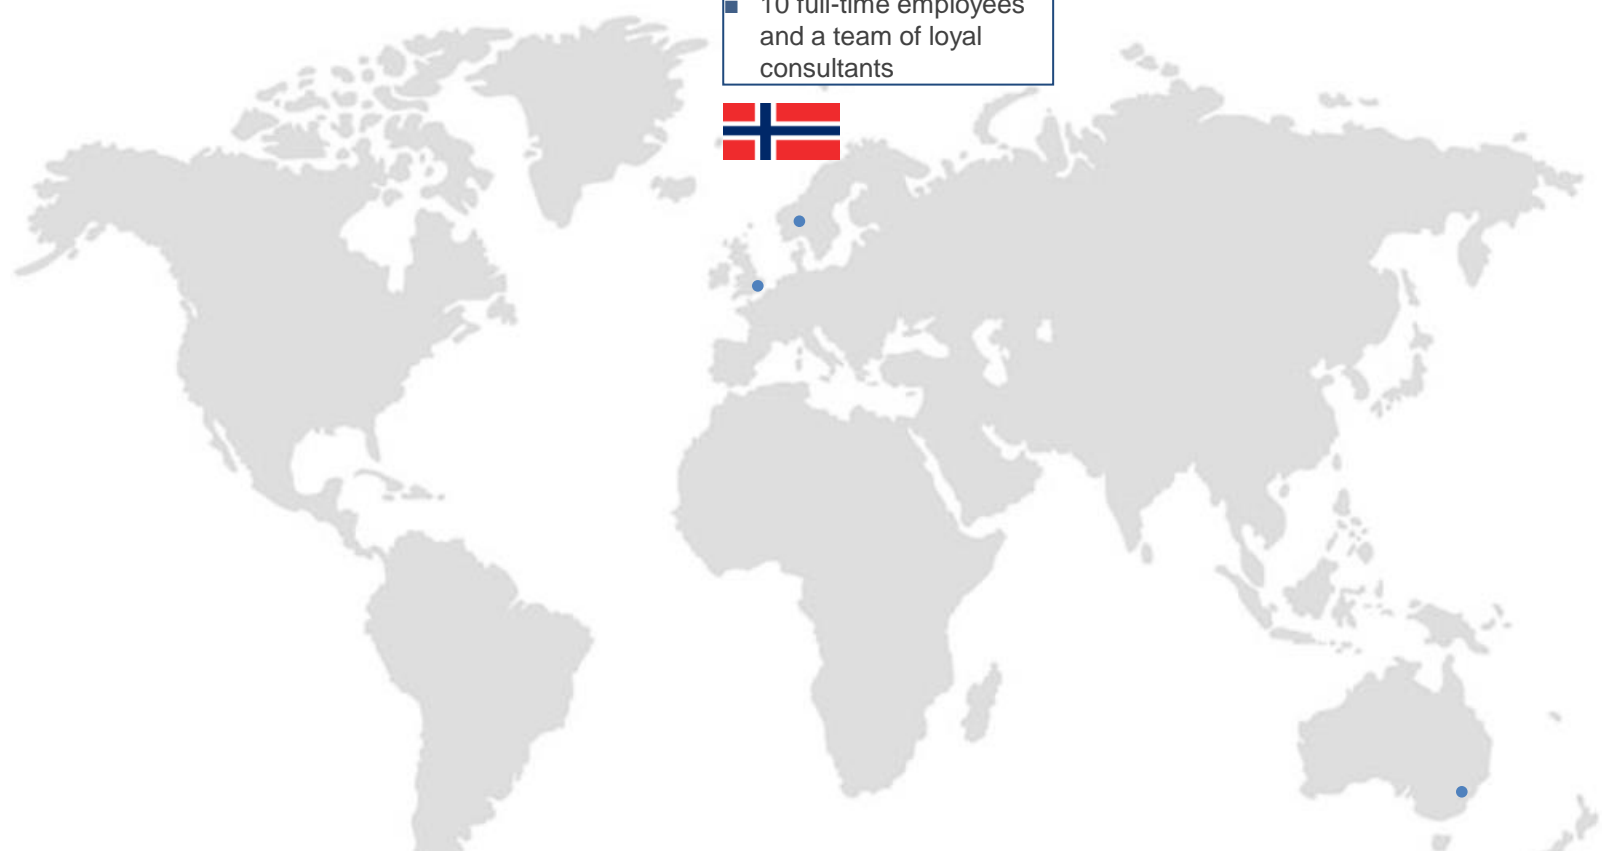 10 full-time employees
and a team of loyal
consultants